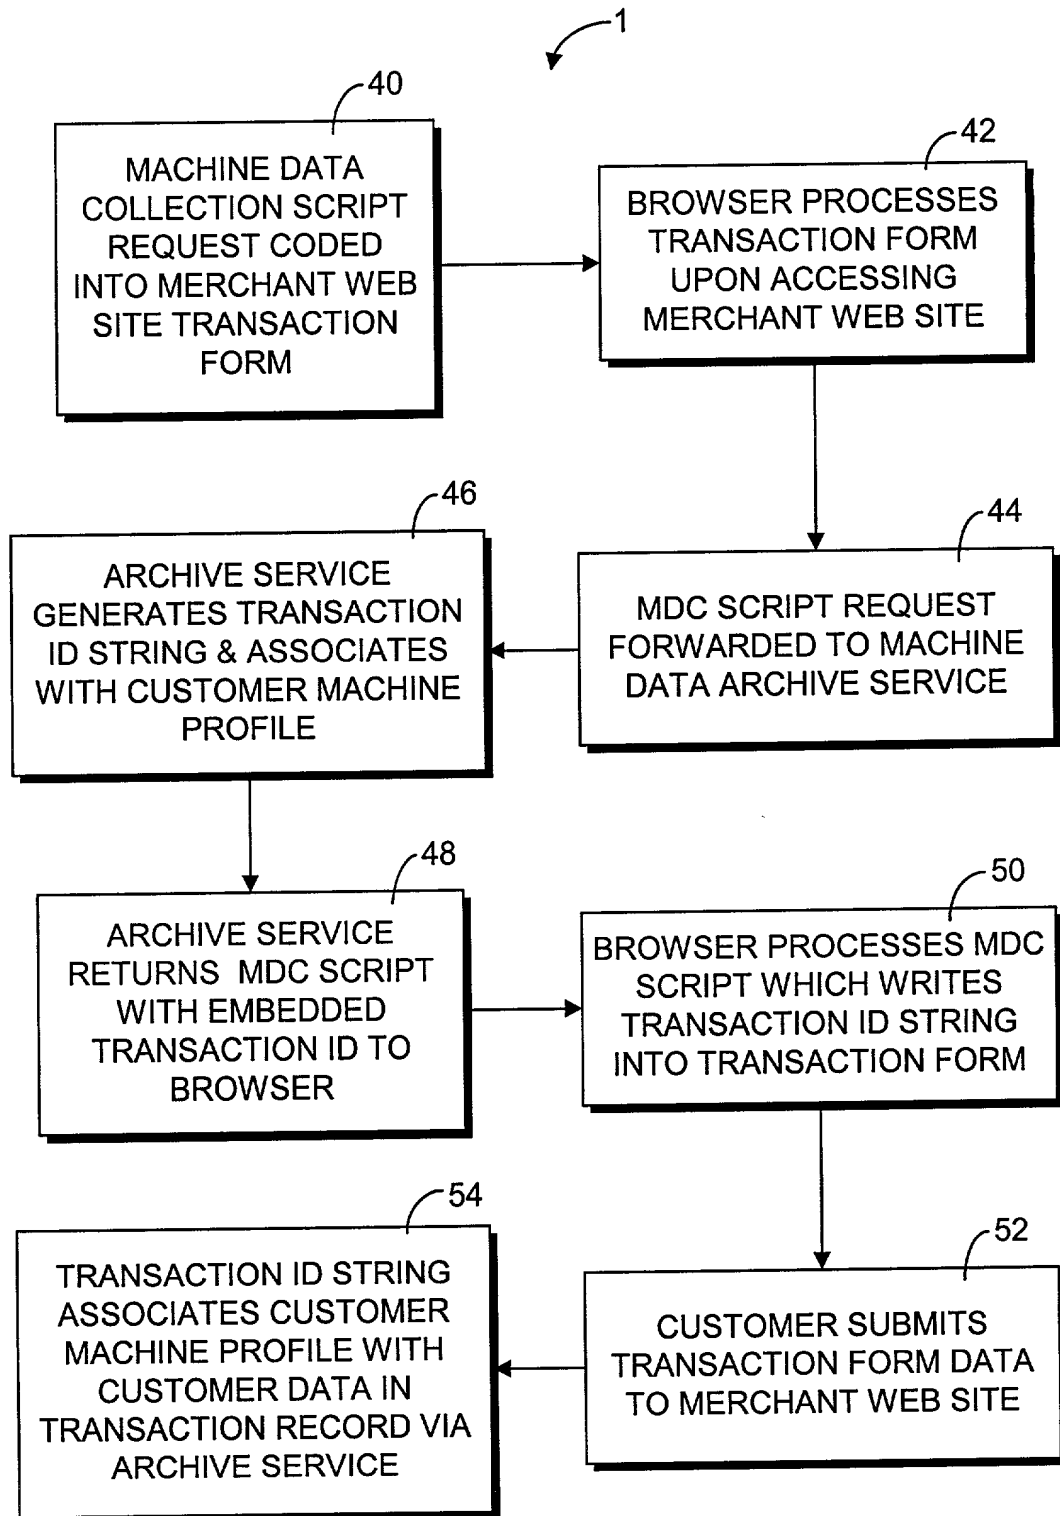 1
40
MACHINE DATA
COLLECTION SCRIPT
REQUEST CODED
INTO MERCHANT WEB
SITE TRANSACTION
FORM
42
BROWSER PROCESSES
TRANSACTION FORM
UPON ACCESSING
MERCHANT WEB SITE
44
MDC SCRIPT REQUEST
FORWARDED TO MACHINE
DATA ARCHIVE SERVICE
46
ARCHIVE SERVICE
GENERATES TRANSACTION
ID STRING & ASSOCIATES
WITH CUSTOMER MACHINE
PROFILE
48
ARCHIVE SERVICE
RETURNS MDC SCRIPT
WITH EMBEDDED
TRANSACTION ID TO
BROWSER
50
BROWSER PROCESSES MDC
SCRIPT WHICH WRITES
TRANSACTION ID STRING
INTO TRANSACTION FORM
52
CUSTOMER SUBMITS
TRANSACTION FORM DATA
TO MERCHANT WEB SITE
54
TRANSACTION ID STRING
ASSOCIATES CUSTOMER
MACHINE PROFILE WITH
CUSTOMER DATA IN
TRANSACTION RECORD VIA
ARCHIVE SERVICE